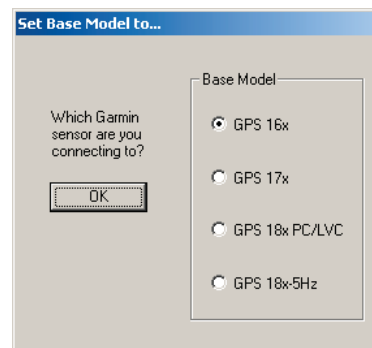 Set Base Model to...
Which Garmin
sensor are you
connecting to?
OK
Base Model
GPS 16x
GPS 17x
GPS 18x PC/LVC
GPS 18x-5Hz